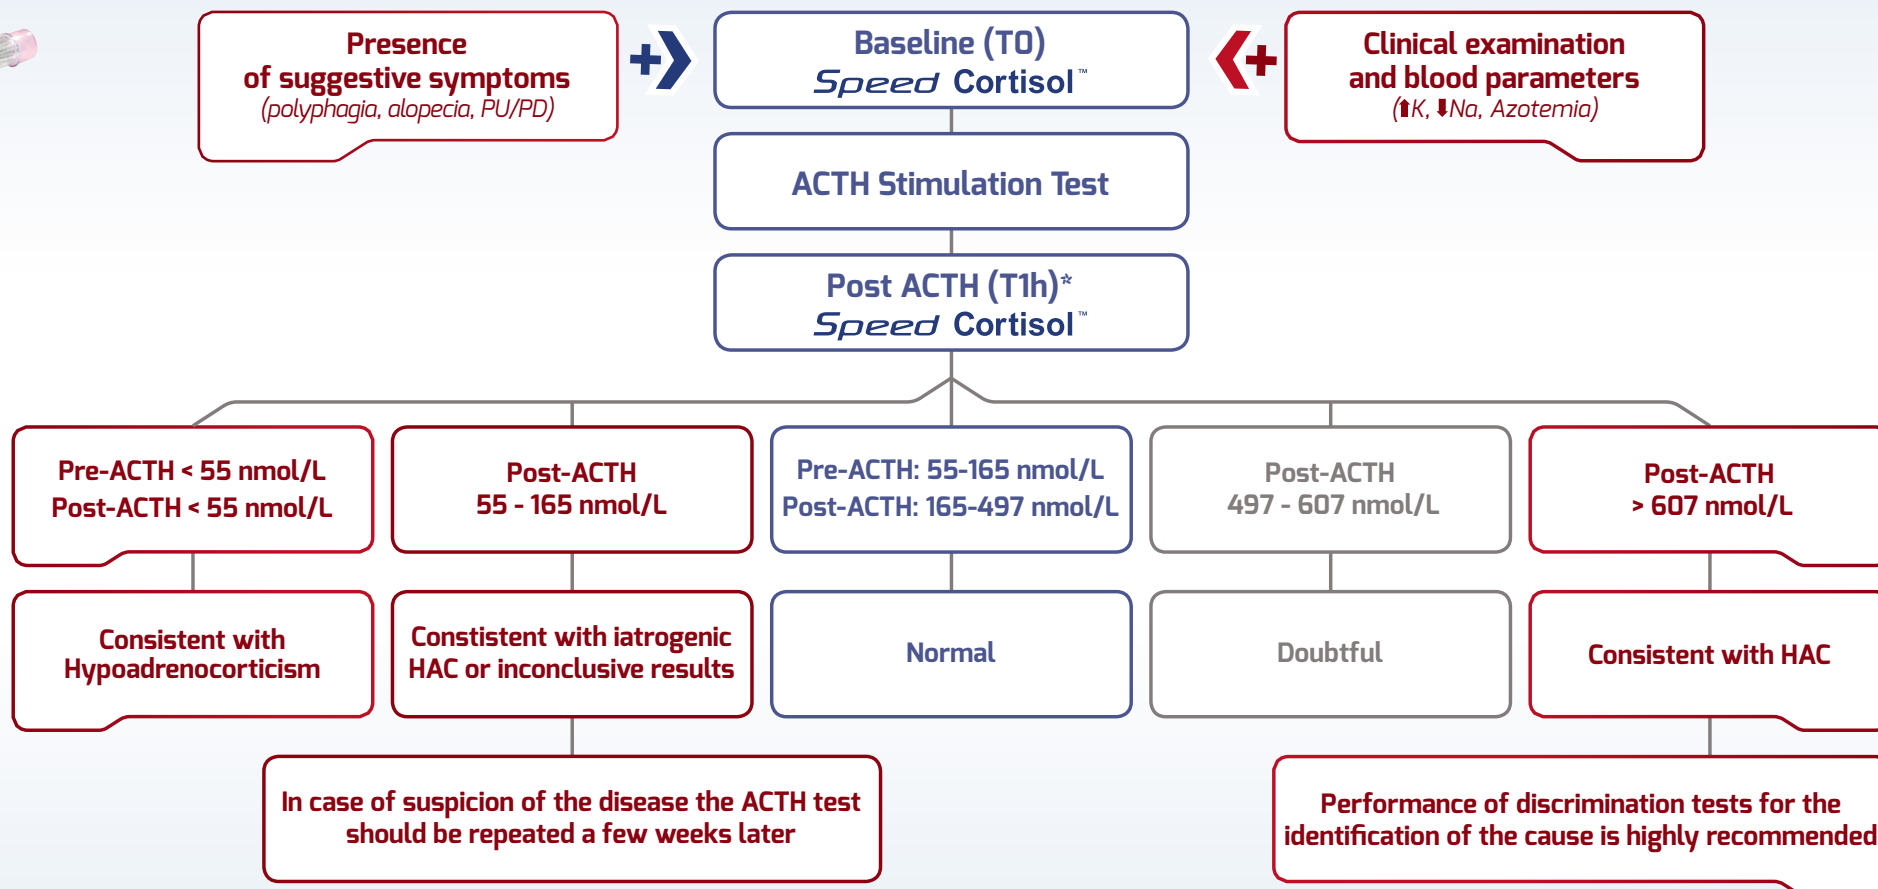 Presence
of suggestive symptoms
(polyphagia, alopecia, PU/PD)
Baseline (T0)
Speed Cortisol™
Clinical examination
and blood parameters
(⬆K, ⬇Na, Azotemia)
ACTH Stimulation Test
Post ACTH (T1h)*
Speed Cortisol™
Pre-ACTH < 55 nmol/L
Post-ACTH < 55 nmol/L
Post-ACTH
55 - 165 nmol/L
Pre-ACTH: 55-165 nmol/L
Post-ACTH: 165-497 nmol/L
Post-ACTH
497 - 607 nmol/L
Post-ACTH
> 607 nmol/L
Consistent with
Hypoadrenocorticism
Constistent with iatrogenic
HAC or inconclusive results
Normal
Doubtful
Consistent with HAC
In case of suspicion of the disease the ACTH test
should be repeated a few weeks later
Performance of discrimination tests for the
identification of the cause is highly recommended